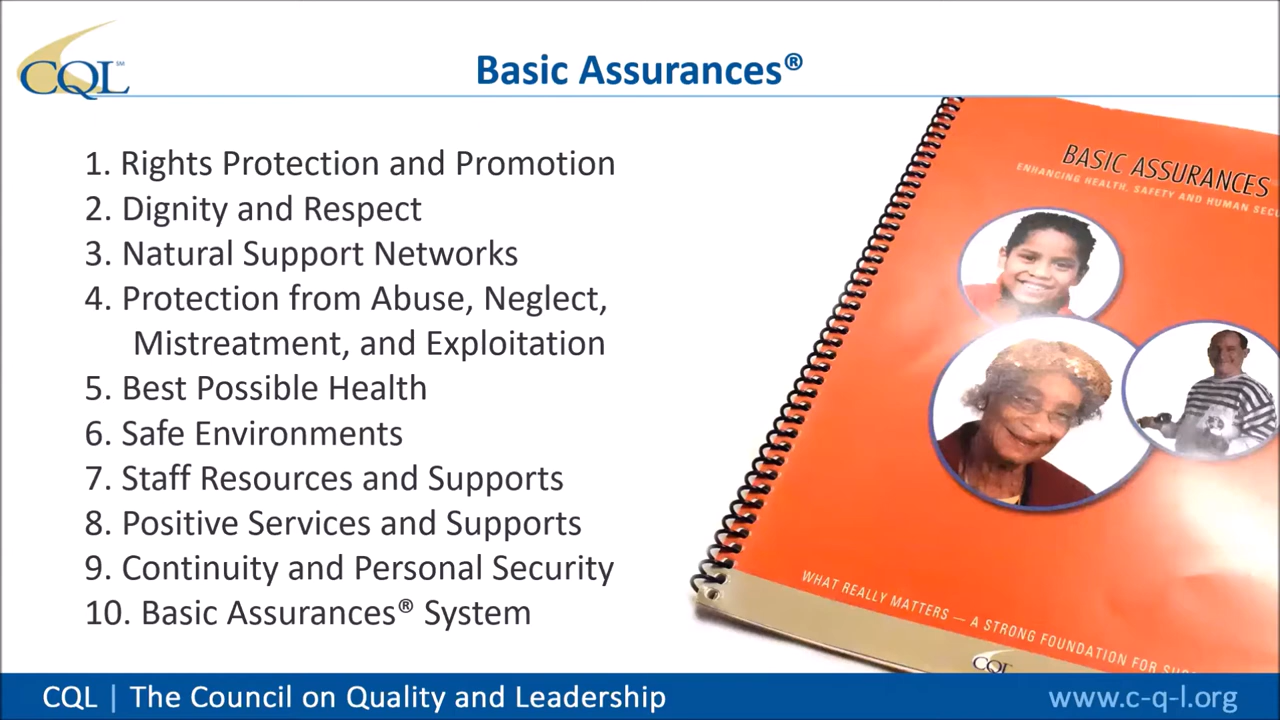 CQL℠
Basic Assurances®
1. Rights Protection and Promotion
2. Dignity and Respect
3. Natural Support Networks
4. Protection from Abuse, Neglect,
Mistreatment, and Exploitation
5. Best Possible Health
6. Safe Environments
7. Staff Resources and Supports
8. Positive Services and Supports
9. Continuity and Personal Security
10. Basic Assurances® System
BASIC ASSURANCES
ENHANCING HEALTH, SAFETY AND HUMAN
WHAT REALLY MATTERS — A STRONG FOUNDATION FOR
CQL
CQL | The Council on Quality and Leadership
www.c-q-l.org